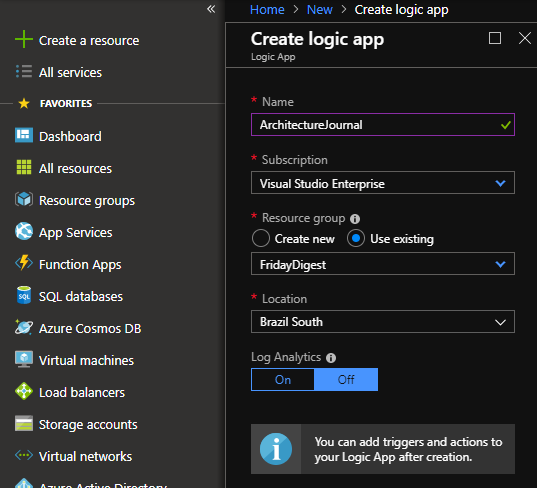 «
Create a resource
All services
FAVORITES
Dashboard
All resources
Resource groups
App Services
Function Apps
SQL databases
Azure Cosmos DB
Virtual machines
Load balancers
Storage accounts
Virtual networks
Azure Active Directory
Home > New > Create logic app
Create logic app
Logic App
* Name
ArchitectureJournal
* Subscription
Visual Studio Enterprise
* Resource group
Create new Use existing
FridayDigest
* Location
Brazil South
Log Analytics
On Off
You can add triggers and actions to
your Logic App after creation.